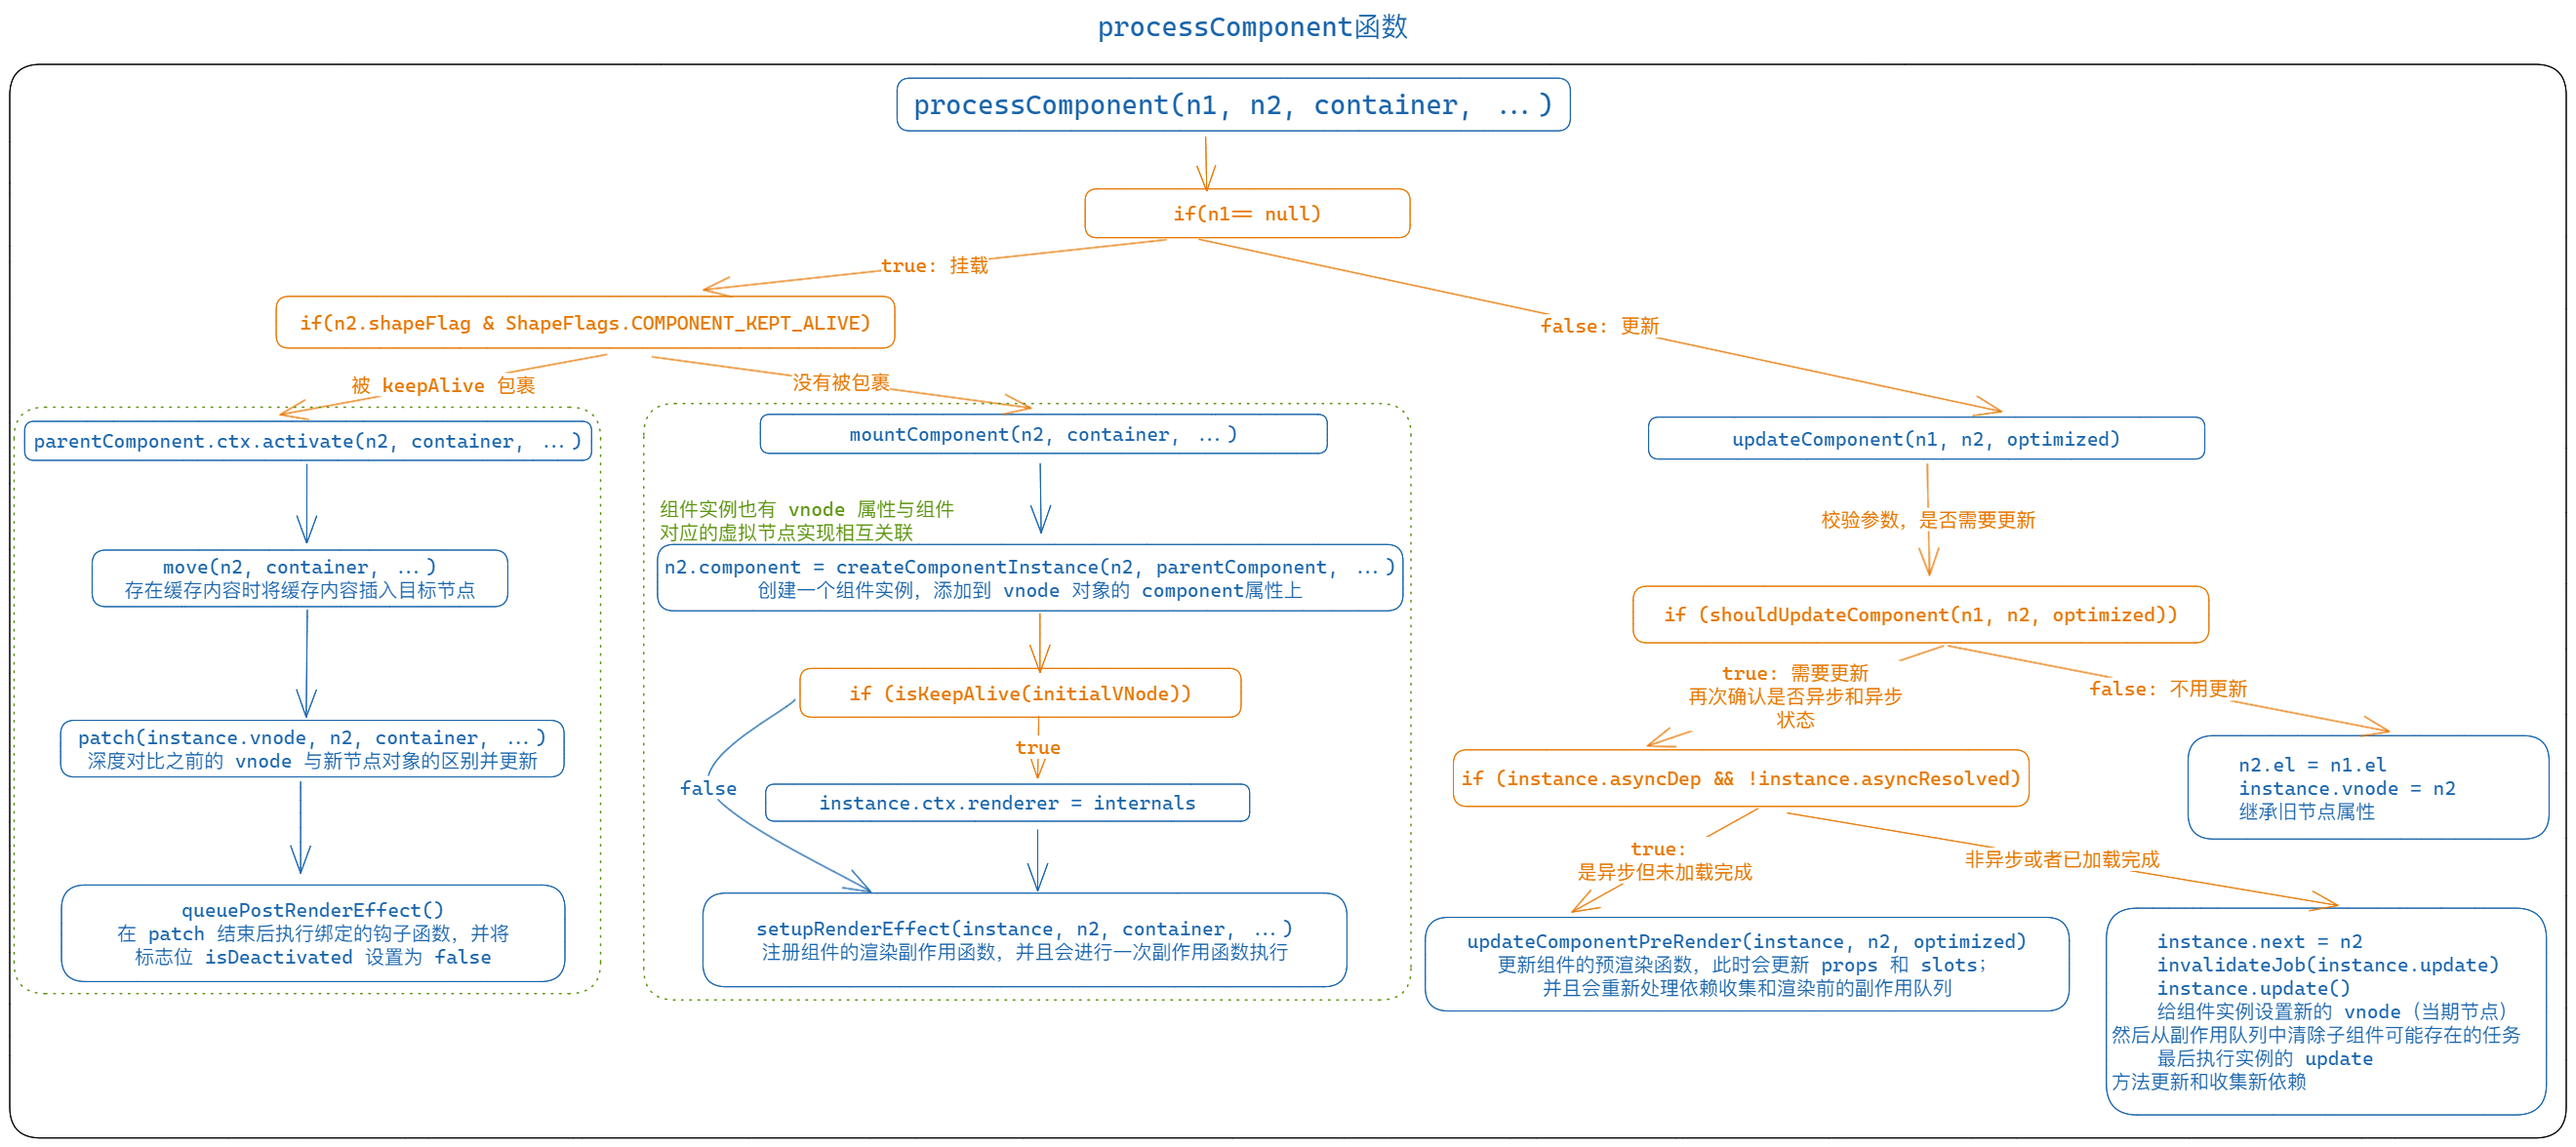 processComponent函数
processComponent(n1, n2, container, ...)
if(n1== null)
true: 挂载
false: 更新
if(n2.shapeFlag & ShapeFlags.COMPONENT_KEPT_ALIVE)
被 keepAlive 包裹
没有被包裹
parentComponent.ctx.activate(n2, container, ...)
move(n2, container, ...)
存在缓存内容时将缓存内容插入目标节点
patch(instance.vnode, n2, container, ...)
深度对比之前的 vnode 与新节点对象的区别并更新
queuePostRenderEffect()
在 patch 结束后执行绑定的钩子函数，并将
标志位 isDeactivated 设置为 false
mountComponent(n2, container, ...)
组件实例也有 vnode 属性与组件
对应的虚拟节点实现相互关联
n2.component = createComponentInstance(n2, parentComponent, ...)
创建一个组件实例，添加到 vnode 对象的 component属性上
if (isKeepAlive(initialVNode))
true
false
instance.ctx.renderer = internals
setupRenderEffect(instance, n2, container, ...)
注册组件的渲染副作用函数，并且会进行一次副作用函数执行
updateComponent(n1, n2, optimized)
校验参数，是否需要更新
if (shouldUpdateComponent(n1, n2, optimized))
true: 需要更新
再次确认是否异步和异步
状态
false: 不用更新
n2.el = n1.el
instance.vnode = n2
继承旧节点属性
if (instance.asyncDep && !instance.asyncResolved)
true:
是异步但未加载完成
非异步或者已加载完成
updateComponentPreRender(instance, n2, optimized)
更新组件的预渲染函数，此时会更新 props 和 slots；
并且会重新处理依赖收集和渲染前的副作用队列
instance.next = n2
invalidateJob(instance.update)
instance.update()
给组件实例设置新的 vnode（当期节点）
然后从副作用队列中清除子组件可能存在的任务
最后执行实例的 update
方法更新和收集新依赖